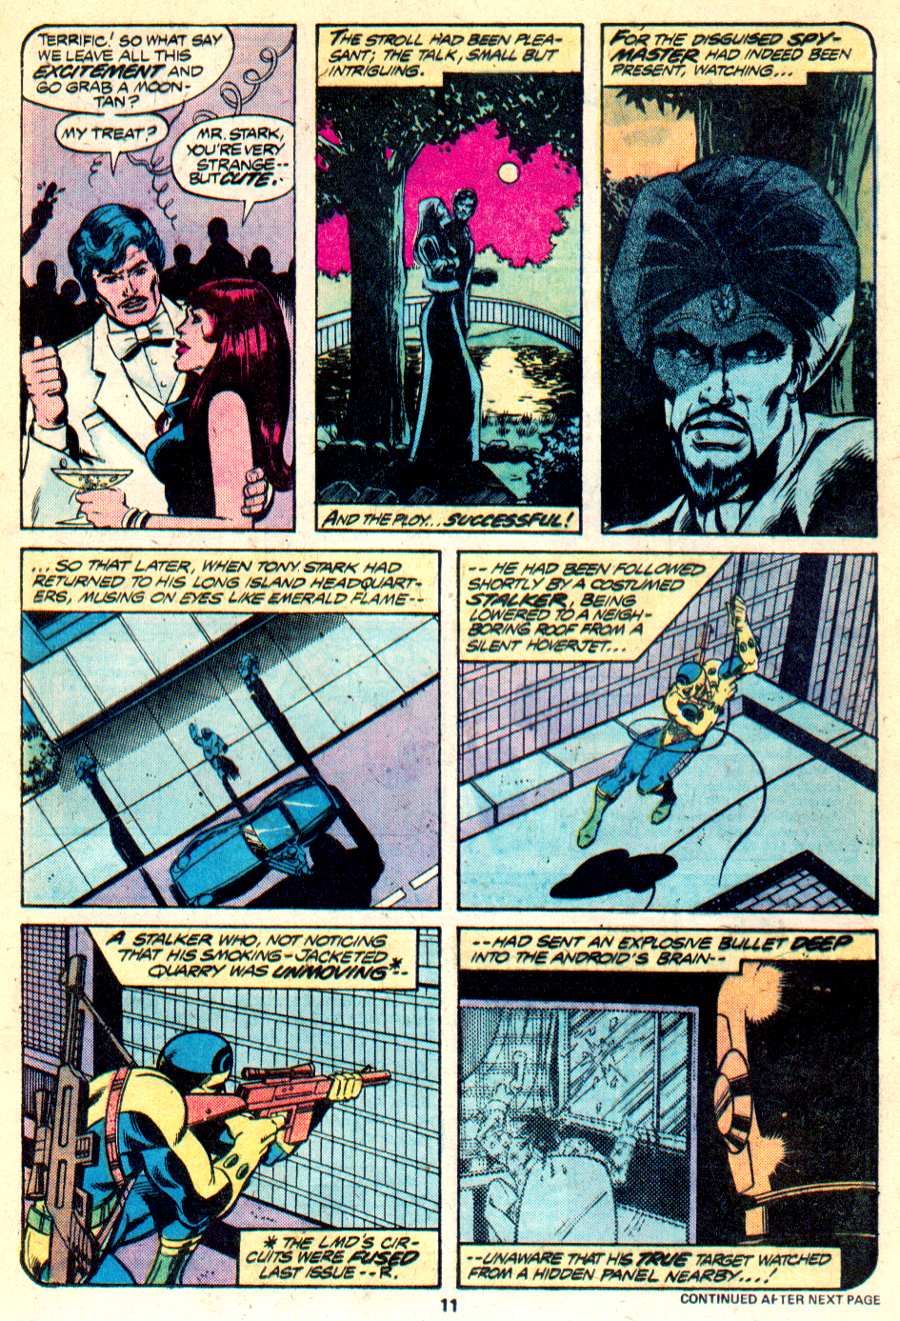 TERRIFIC! SO WHAT SAY
WE LEAVE ALL THIS
EXCITEMENT AND
GO GRAB A MOON-
TAN?
MY TREAT?
MR. STARK,
YOU'RE VERY
STRANGE--
BUT CUTE.
THE STROLL HAD BEEN PLEA-
SANT; THE TALK, SMALL BUT
INTRIGUING.
AND THE PLOY... SUCCESSFUL!
FOR THE DISGUISED SPY-
MASTER HAD INDEED BEEN
PRESENT, WATCHING...
...SO THAT LATER, WHEN TONY STARK HAD
RETURNED TO HIS LONG ISLAND HEADQUART-
ERS, MUSING ON EYES LIKE EMERALD FLAME--
--HE HAD BEEN FOLLOWED
SHORTLY BY A COSTUMED
STALKER, BEING
LOWERED TO A NEIGH-
BORING ROOF FROM A
SILENT HOVERJET...
A STALKER WHO, NOT NOTICING
THAT HIS SMOKING-JACKETED
QUARRY WAS UNMOVING*--
* THE LMD'S CIR-
CUITS WERE FUSED
LAST ISSUE--R.
--HAD SENT AN EXPLOSIVE BULLET DEEP
INTO THE ANDROID'S BRAIN--
--UNAWARE THAT HIS TRUE TARGET WATCHED
FROM A HIDDEN PANEL NEARBY...!
11
CONTINUED AFTER NEXT PAGE